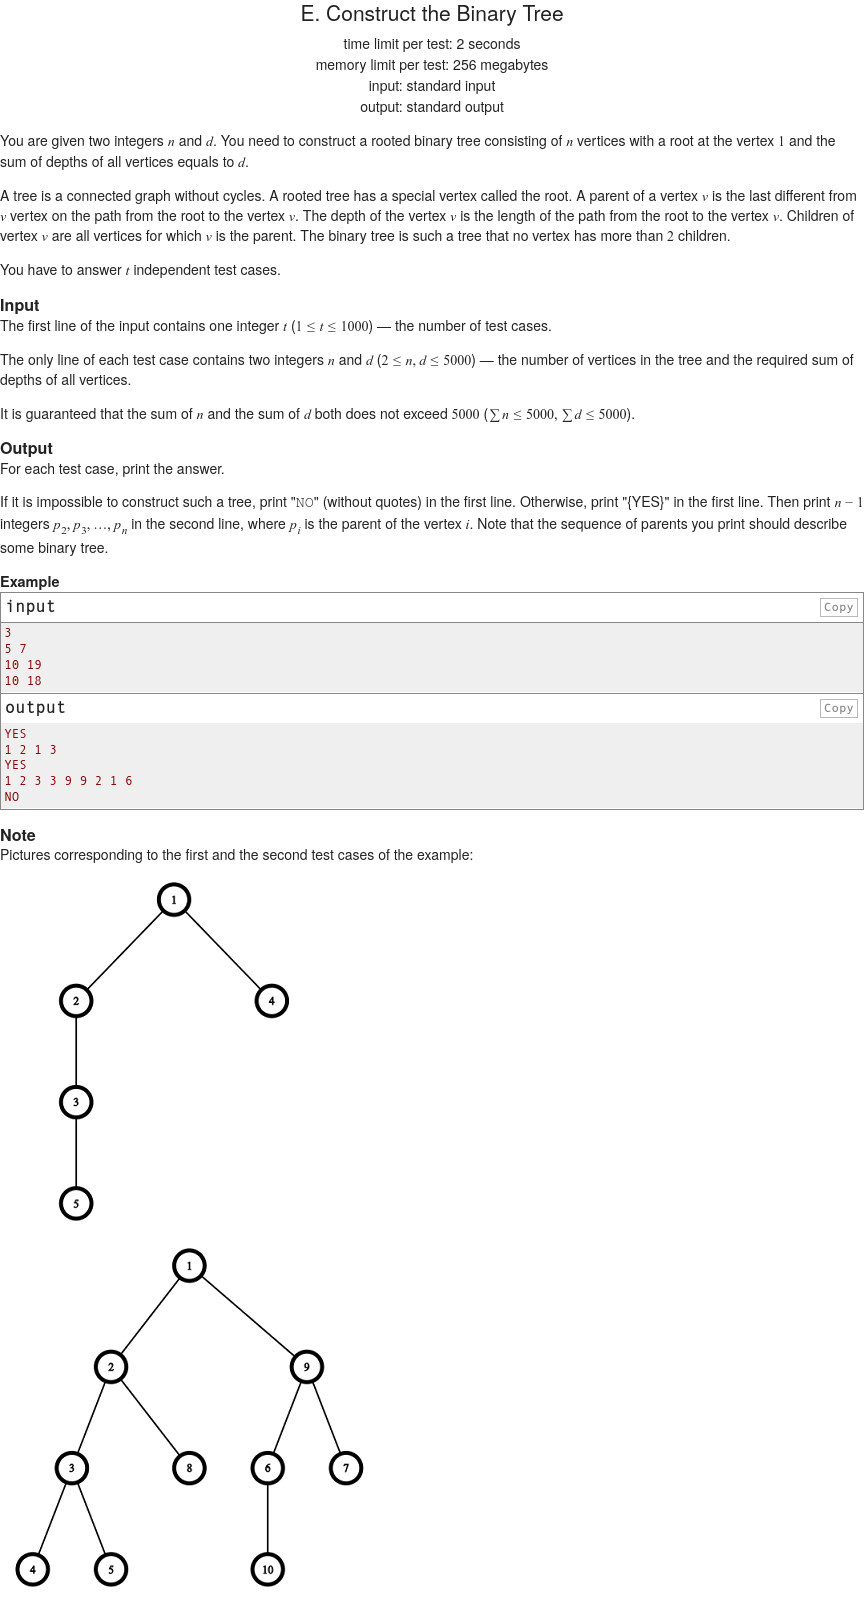 E. Construct the Binary Tree
time limit per test: 2 seconds
memory limit per test: 256 megabytes
input: standard input
output: standard output
You are given two integers n and d. You need to construct a rooted binary tree consisting of n vertices with a root at the vertex 1 and the
sum of depths of all vertices equals to d.
A tree is a connected graph without cycles. A rooted tree has a special vertex called the root. A parent of a vertex v is the last different from
v vertex on the path from the root to the vertex v. The depth of the vertex v is the length of the path from the root to the vertex v. Children of
vertex v are all vertices for which v is the parent. The binary tree is such a tree that no vertex has more than 2 children.
You have to answer t independent test cases.
Input
The first line of the input contains one integer t (1 ≤ t ≤ 1000) — the number of test cases.
The only line of each test case contains two integers n and d (2 ≤ n, d ≤ 5000) — the number of vertices in the tree and the required sum of
depths of all vertices.
It is guaranteed that the sum of n and the sum of d both does not exceed 5000 (∑ n ≤ 5000, ∑ d ≤ 5000).
Output
For each test case, print the answer.
If it is impossible to construct such a tree, print "NO" (without quotes) in the first line. Otherwise, print "{YES}" in the first line. Then print n − 1
integers p₂, p₃, …, pₙ in the second line, where pᵢ is the parent of the vertex i. Note that the sequence of parents you print should describe
some binary tree.
Example
input Copy
3
5 7
10 19
10 18
output Copy
YES
1 2 1 3
YES
1 2 3 3 9 9 2 1 6
NO
Note
Pictures corresponding to the first and the second test cases of the example:
1
2 4
3
5
1
2 9
3 8 6 7
4 5 10